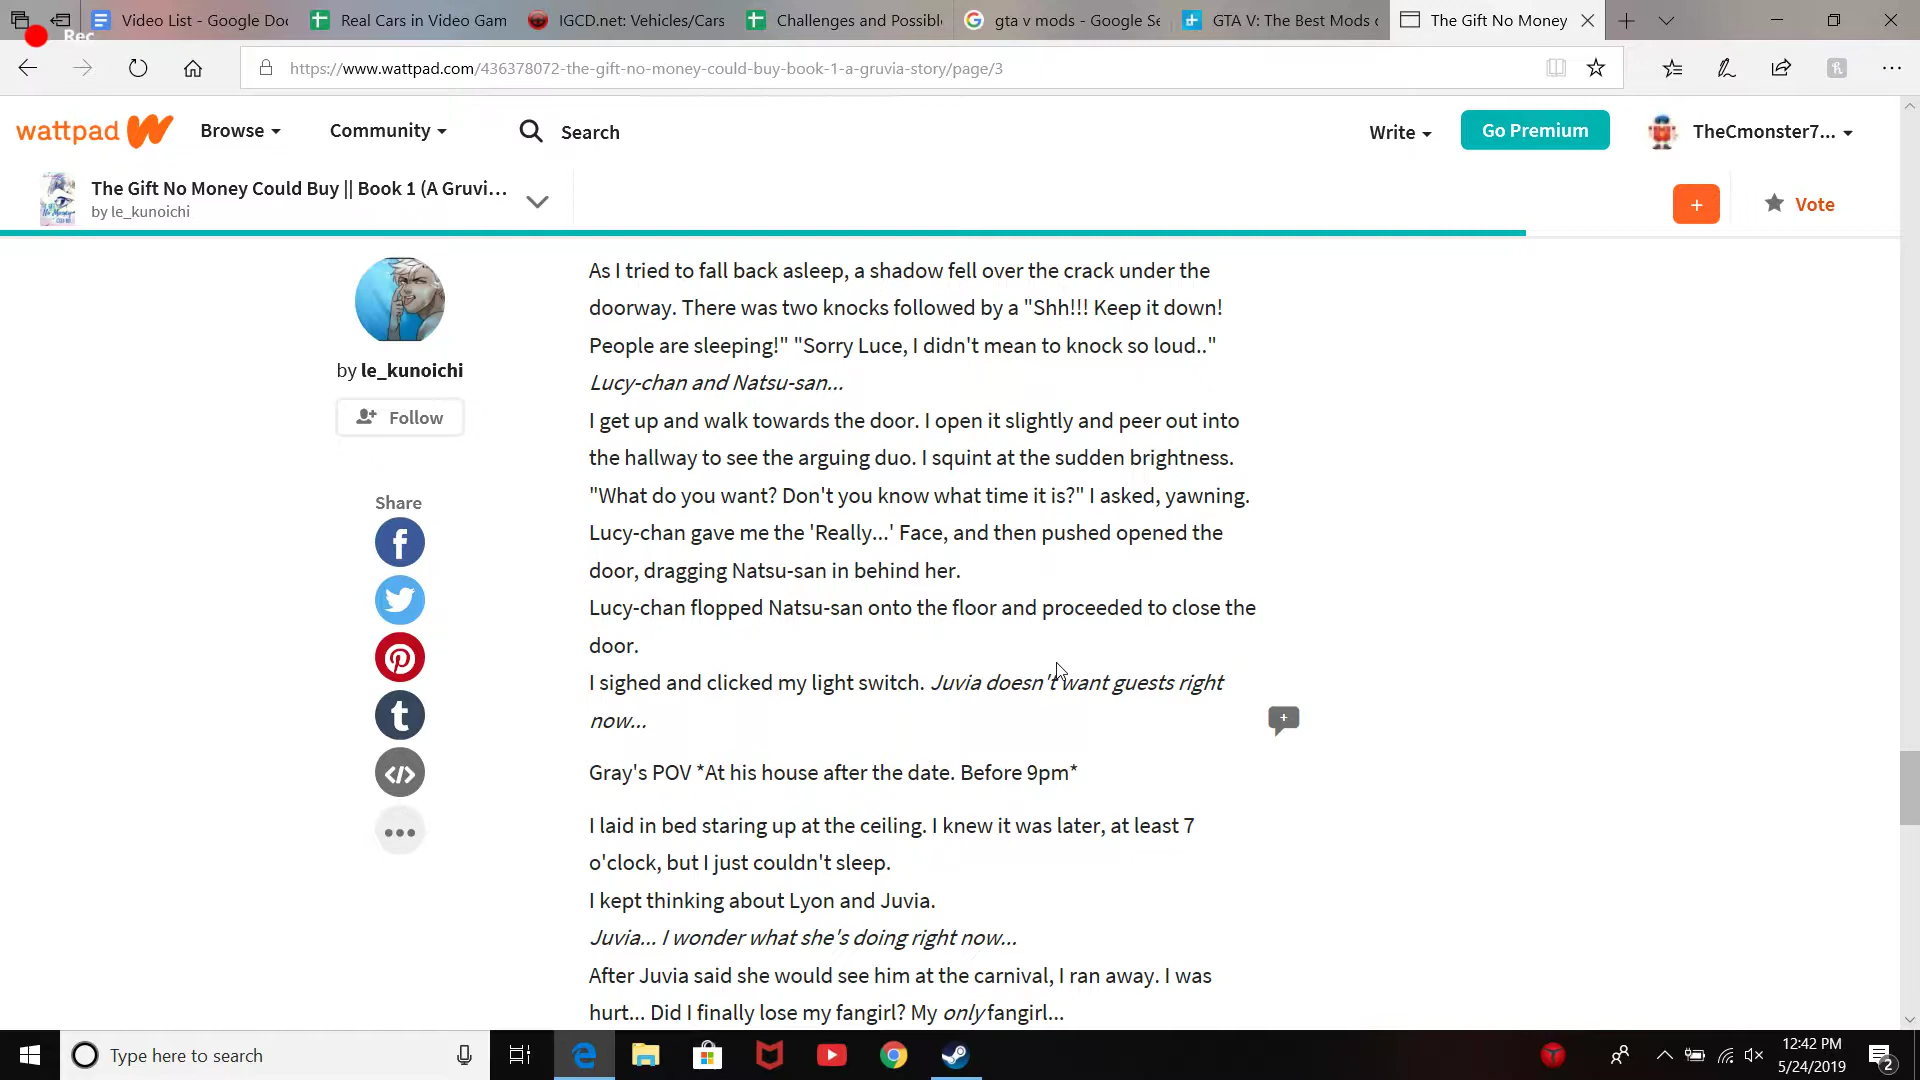 Rec
Video List - Google Doc
Real Cars in Video Gam
IGCD.net: Vehicles/Cars
Challenges and Possibl
gta v mods - Google Se
GTA V: The Best Mods
The Gift No Money
https://www.wattpad.com/436378072-the-gift-no-money-could-buy-book-1-a-gruvia-story/page/3
wattpad
Browse
Community
Search
Write
Go Premium
TheCmonster7...
The Gift No Money Could Buy || Book 1 (A Gruvi...
by le_kunoichi
+
Vote
by le_kunoichi
Follow
Share
As I tried to fall back asleep, a shadow fell over the crack under the
doorway. There was two knocks followed by a "Shh!!! Keep it down!
People are sleeping!" "Sorry Luce, I didn't mean to knock so loud.."
Lucy-chan and Natsu-san...
I get up and walk towards the door. I open it slightly and peer out into
the hallway to see the arguing duo. I squint at the sudden brightness.
"What do you want? Don't you know what time it is?" I asked, yawning.
Lucy-chan gave me the 'Really...' Face, and then pushed opened the
door, dragging Natsu-san in behind her.
Lucy-chan flopped Natsu-san onto the floor and proceeded to close the
door.
I sighed and clicked my light switch. Juvia doesn't want guests right
now...
+
Gray's POV *At his house after the date. Before 9pm*
I laid in bed staring up at the ceiling. I knew it was later, at least 7
o'clock, but I just couldn't sleep.
I kept thinking about Lyon and Juvia.
Juvia... I wonder what she's doing right now...
After Juvia said she would see him at the carnival, I ran away. I was
hurt... Did I finally lose my fangirl? My only fangirl...
Type here to search
12:42 PM
5/24/2019
2